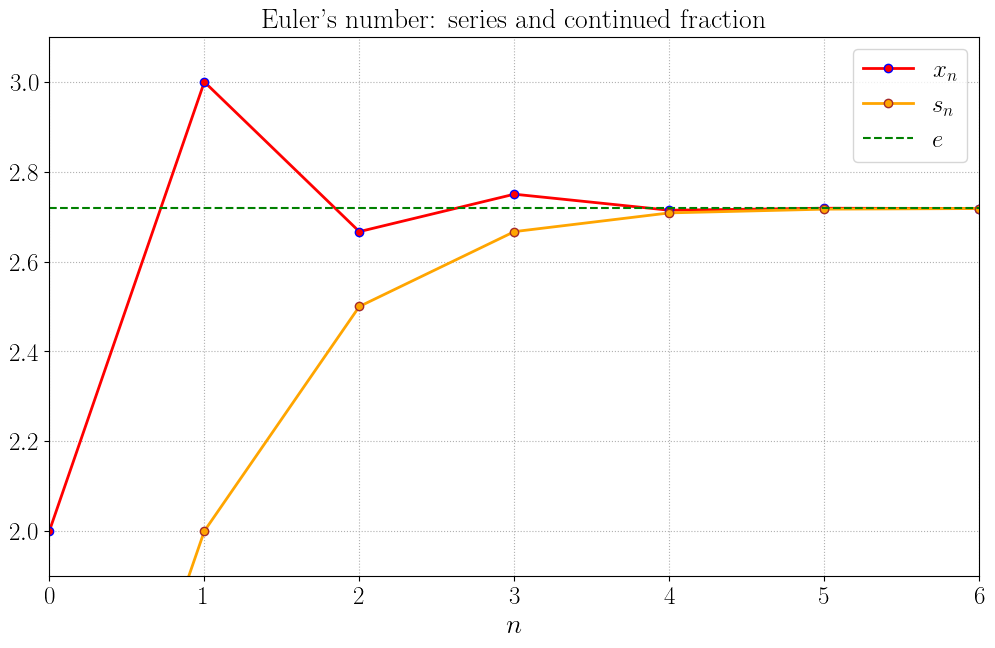 Euler's number: series and continued fraction
x_n
s_n
e
3.0
2.8
2.6
2.4
2.2
2.0
0 1 2 3 4 5 6
n